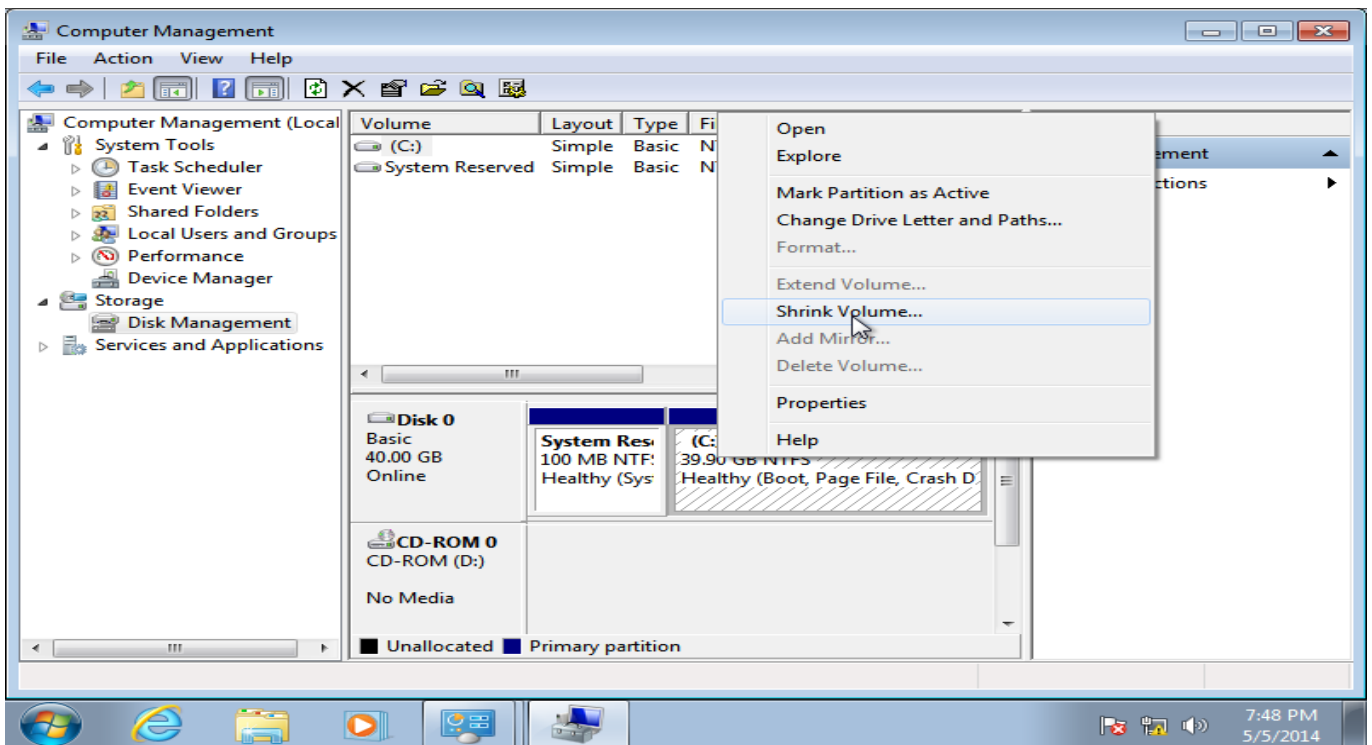 Computer Management
File Action View Help
Computer Management (Local
System Tools
Task Scheduler
Event Viewer
Shared Folders
Local Users and Groups
Performance
Device Manager
Storage
Disk Management
Services and Applications
Volume Layout Type Fi
(C:) Simple Basic N
System Reserved Simple Basic N
Open
Explore
Mark Partition as Active
Change Drive Letter and Paths...
Format...
Extend Volume...
Shrink Volume...
Add Mirror...
Delete Volume...
Properties
Help
ement
ctions
Disk 0
Basic
40.00 GB
Online
System Res
100 MB NTF
Healthy (Sys
(C:
39.90 GB NTFS
Healthy (Boot, Page File, Crash D
CD-ROM 0
CD-ROM (D:)
No Media
Unallocated Primary partition
7:48 PM
5/5/2014